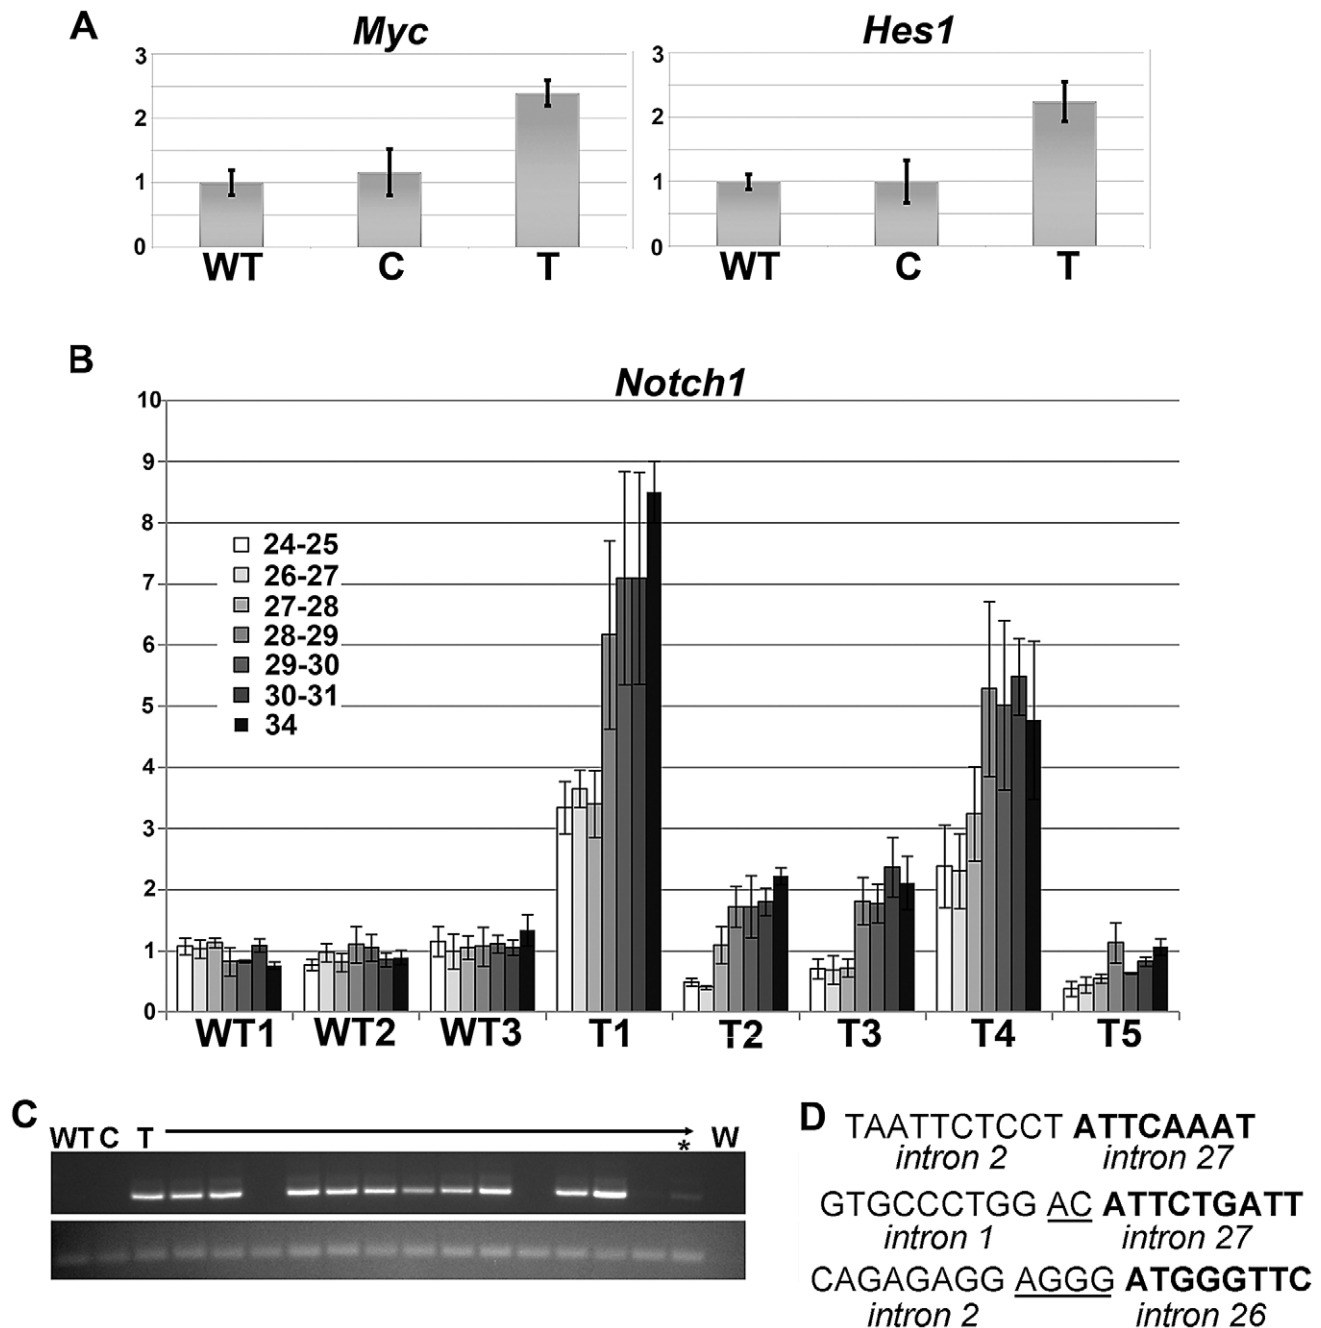 A
Myc
Hes1
3
2
1
0
WT C T
3
2
1
0
WT C T
B
Notch1
10
9
8
7
6
5
4
3
2
1
0
24-25
26-27
27-28
28-29
29-30
30-31
34
WT1 WT2 WT3 T1 T2 T3 T4 T5
C
WT C T * W
D
TAATTCTCCT ATTCAAAT
intron 2 intron 27
GTGCCCTGG AC ATTCTGATT
intron 1 intron 27
CAGAGAGG AGGG ATGGGTTC
intron 2 intron 26